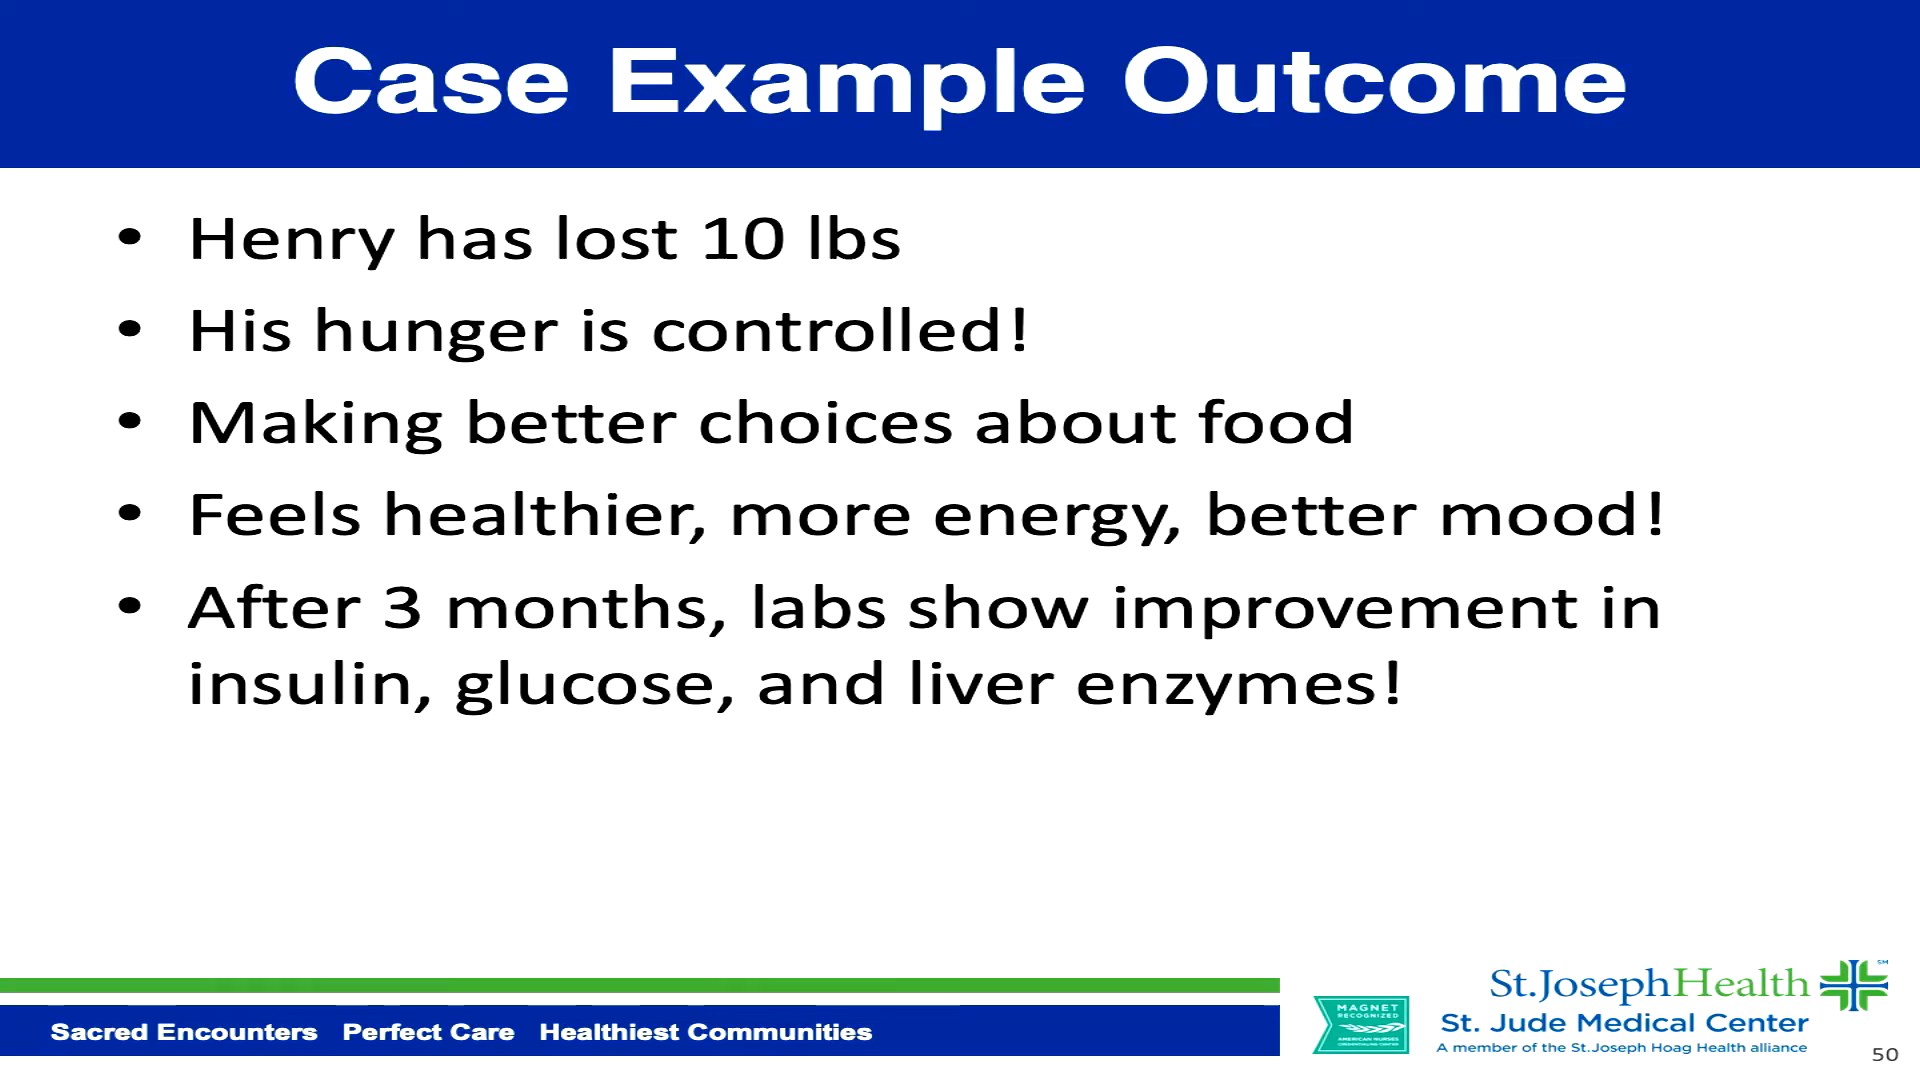 Case Example Outcome
• Henry has lost 10 lbs
• His hunger is controlled!
• Making better choices about food
• Feels healthier, more energy, better mood!
• After 3 months, labs show improvement in
insulin, glucose, and liver enzymes!
Sacred Encounters Perfect Care Healthiest Communities
MAGNET
RECOGNIZED
AMERICAN NURSES
CREDENTIALING CENTER
St.JosephHealth SM
St. Jude Medical Center
A member of the St.Joseph Hoag Health alliance
50